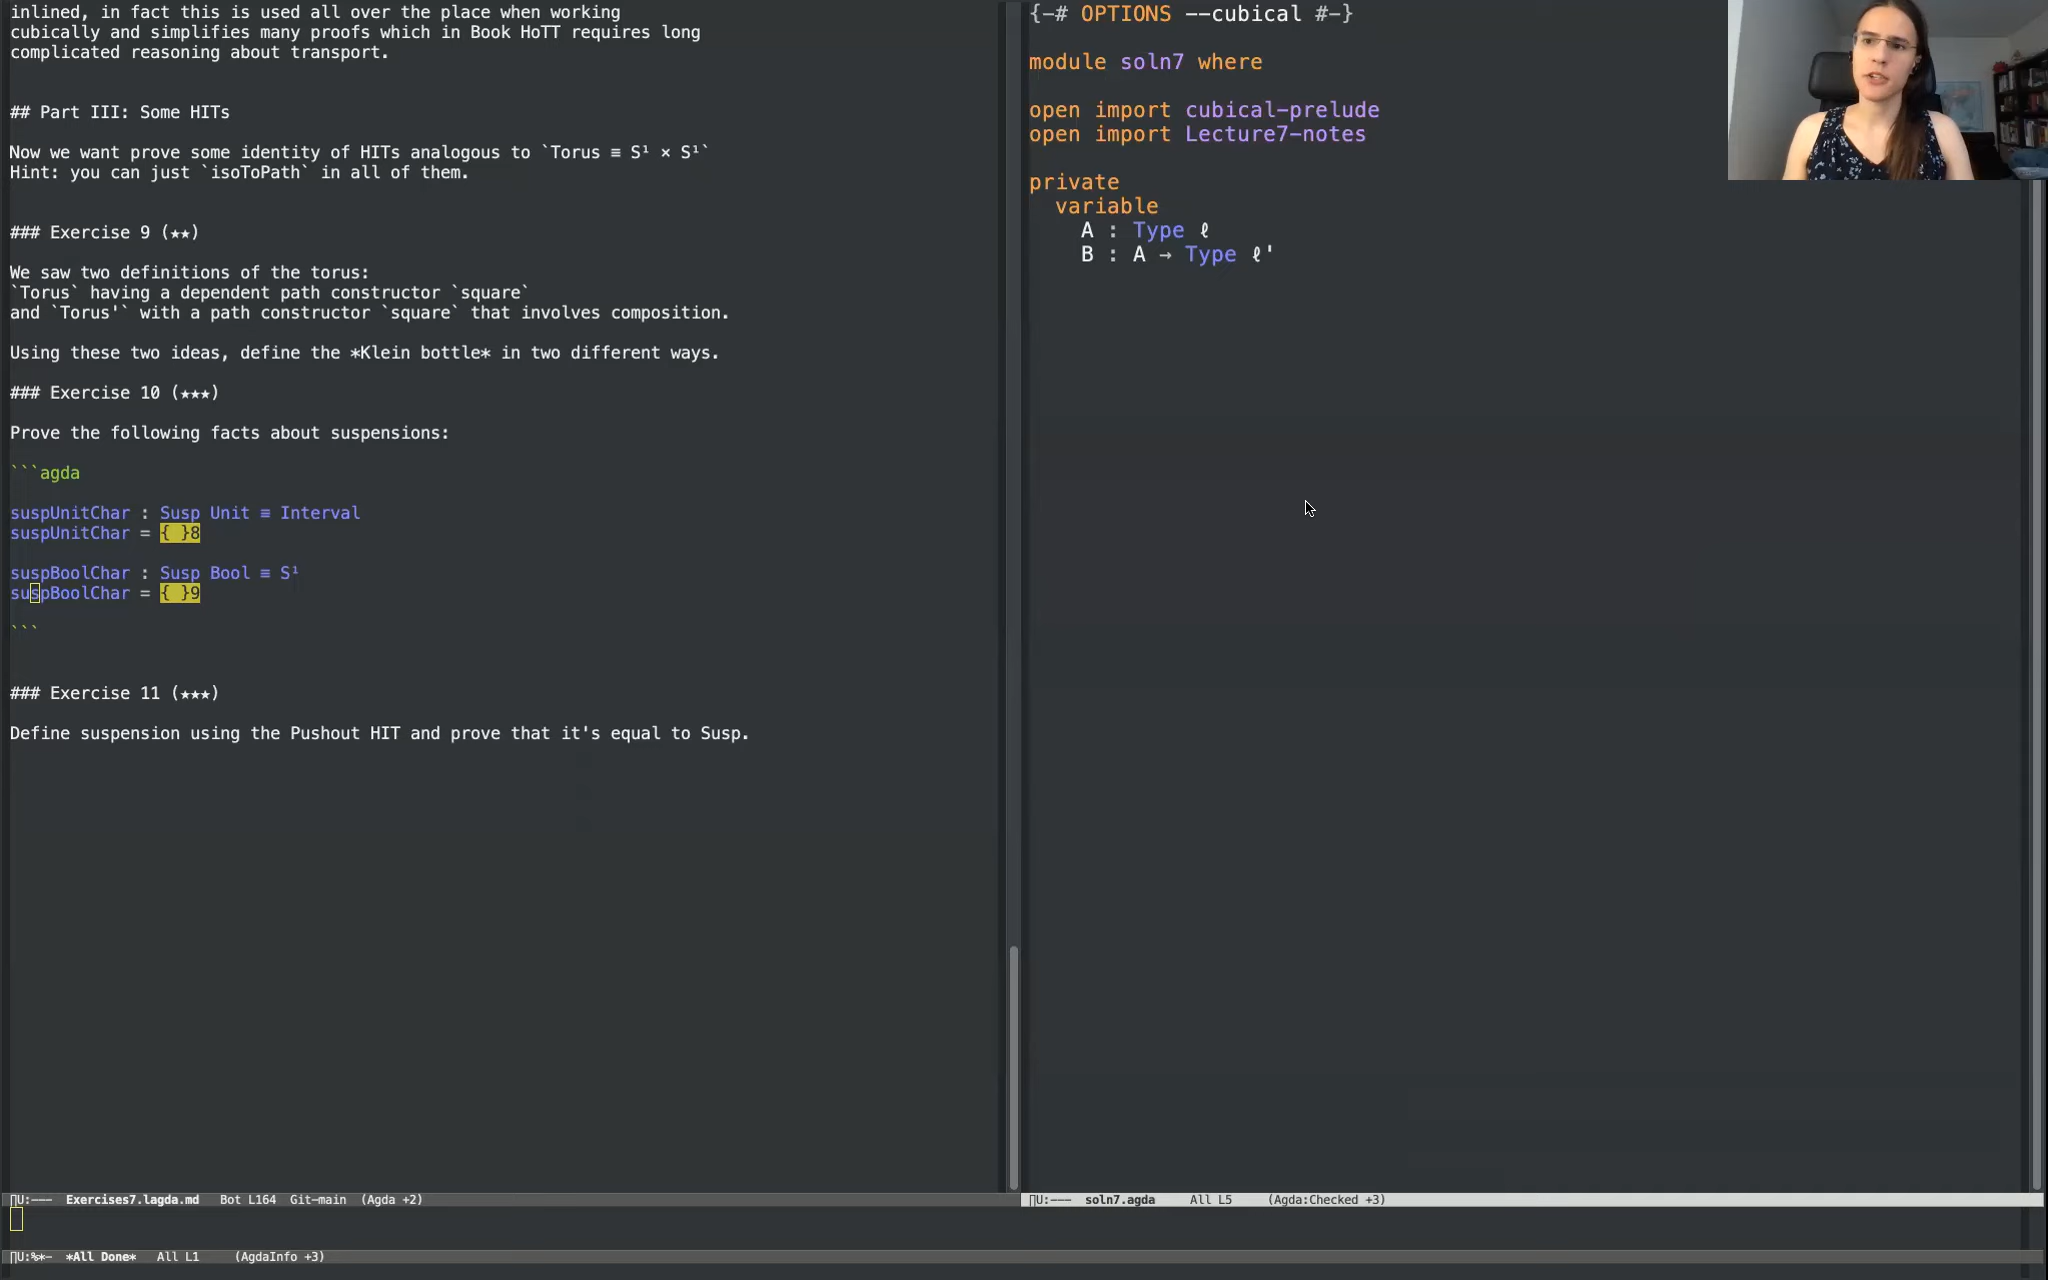 inlined, in fact this is used all over the place when working
cubically and simplifies many proofs which in Book HoTT requires long
complicated reasoning about transport.
## Part III: Some HITs
Now we want prove some identity of HITs analogous to `Torus ≡ S¹ × S¹`
Hint: you can just `isoToPath` in all of them.
### Exercise 9 (★★)
We saw two definitions of the torus:
`Torus` having a dependent path constructor `square`
and `Torus'` with a path constructor `square` that involves composition.
Using these two ideas, define the *Klein bottle* in two different ways.
### Exercise 10 (★★★)
Prove the following facts about suspensions:
```agda
suspUnitChar : Susp Unit ≡ Interval
suspUnitChar = { }8
suspBoolChar : Susp Bool ≡ S¹
suspBoolChar = { }9
```
### Exercise 11 (★★★)
Define suspension using the Pushout HIT and prove that it's equal to Susp.
∏U:--- Exercises7.lagda.md Bot L164 Git-main (Agda +2)
{-# OPTIONS --cubical #-}
module soln7 where
open import cubical-prelude
open import Lecture7-notes
private
variable
A : Type ℓ
B : A → Type ℓ'
∏U:--- soln7.agda All L5 (Agda:Checked +3)
∏U:%*- *All Done* All L1 (AgdaInfo +3)